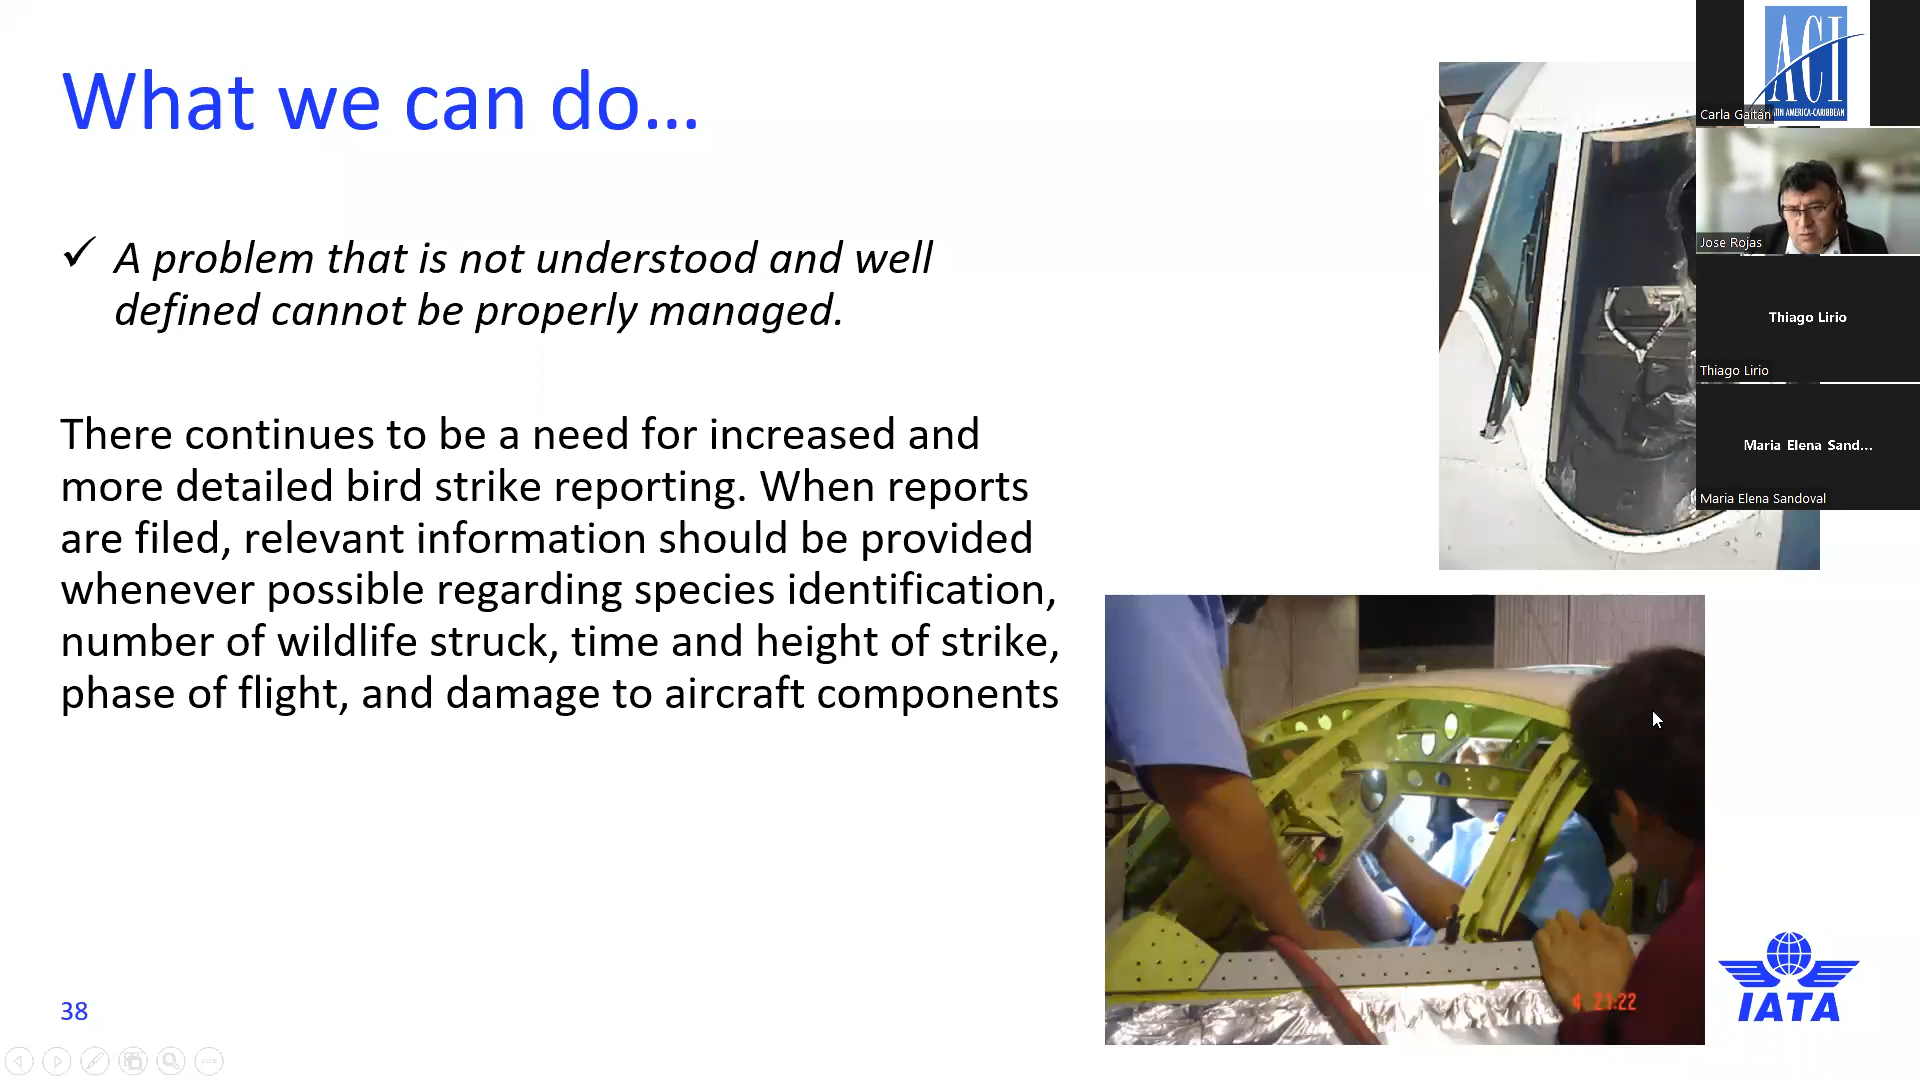 What we can do...
✓ A problem that is not understood and well
defined cannot be properly managed.
There continues to be a need for increased and
more detailed bird strike reporting. When reports
are filed, relevant information should be provided
whenever possible regarding species identification,
number of wildlife struck, time and height of strike,
phase of flight, and damage to aircraft components
38
ACI
LATIN AMERICA-CARIBBEAN
Carla Gaitán
Jose Rojas
Thiago Lirio
Thiago Lirio
Maria Elena Sand...
Maria Elena Sandoval
4 21:22
IATA